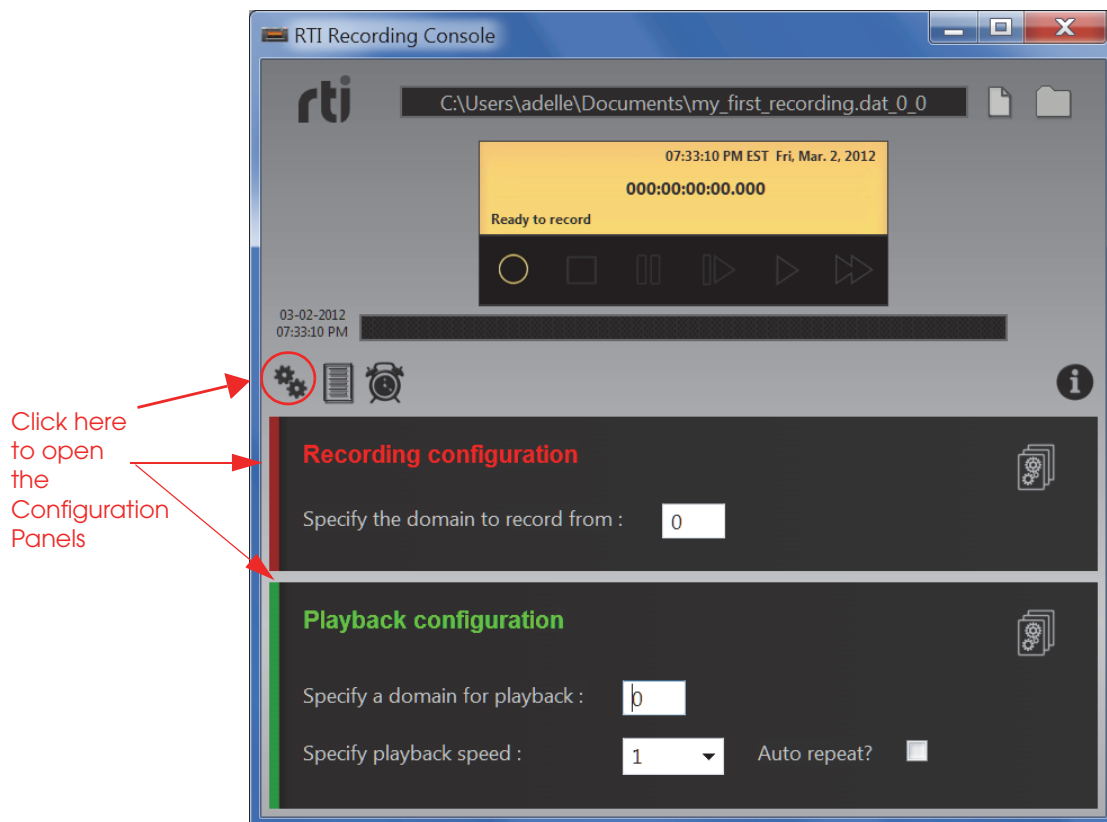 RTI Recording Console
rti
C:\Users\adelle\Documents\my_first_recording.dat_0_0
07:33:10 PM EST Fri, Mar. 2, 2012
000:00:00:00.000
Ready to record
03-02-2012
07:33:10 PM
Click here
to open
the
Configuration
Panels
Recording configuration
Specify the domain to record from : 0
Playback configuration
Specify a domain for playback : 0
Specify playback speed : 1 Auto repeat?